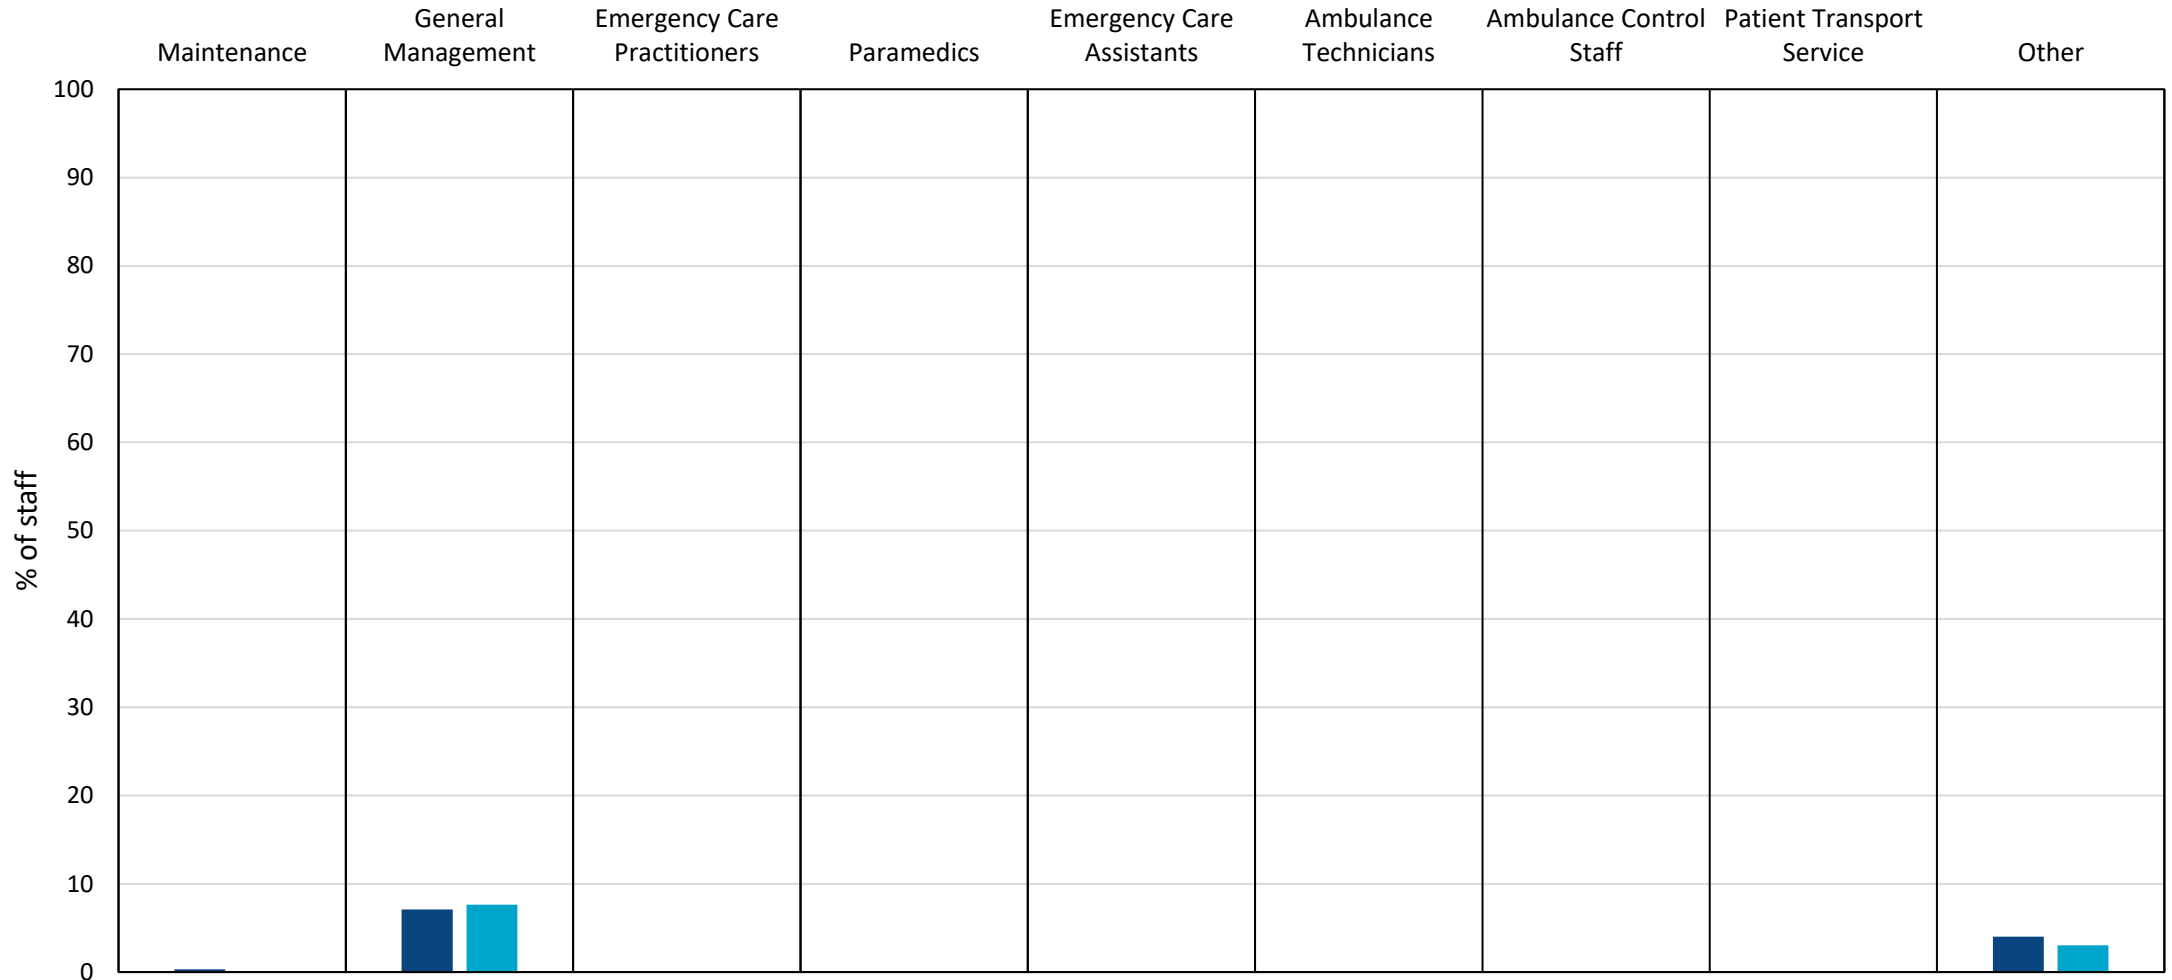 Maintenance
General
Management
Emergency Care
Practitioners
Paramedics
Emergency Care
Assistants
Ambulance
Technicians
Ambulance Control
Staff
Patient Transport
Service
Other
100
90
80
70
60
50
40
30
20
10
0
% of staff